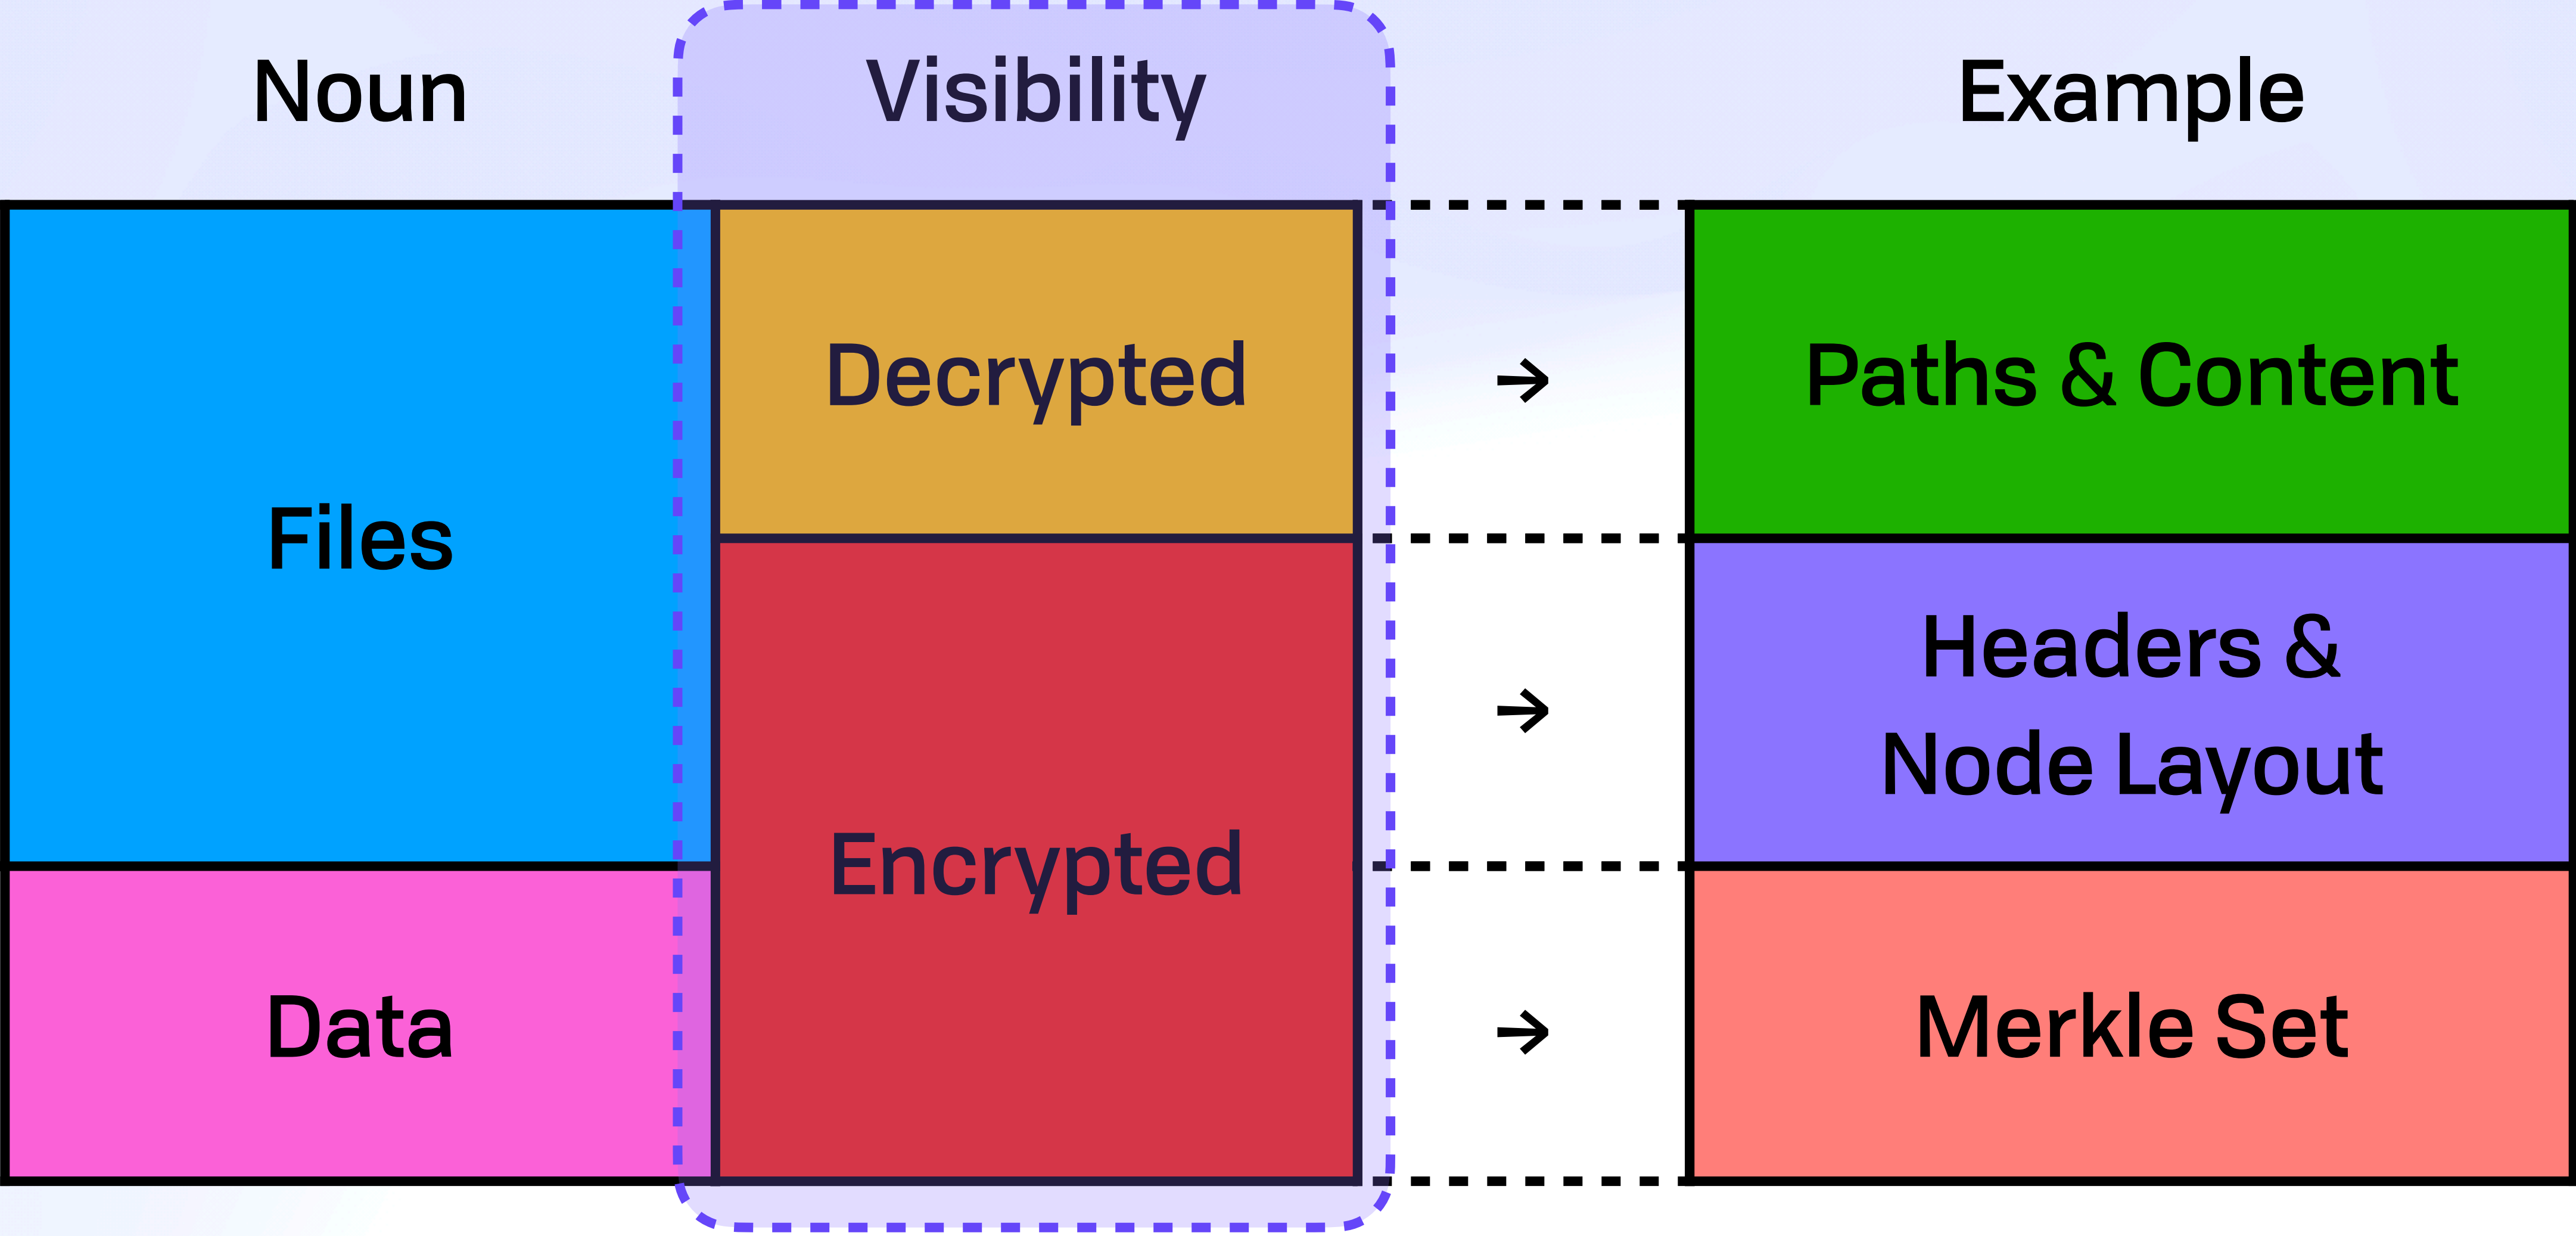 Noun
Visibility
Example
Files
Decrypted
→
Paths & Content
Encrypted
→
Headers &
Node Layout
Data
→
Merkle Set